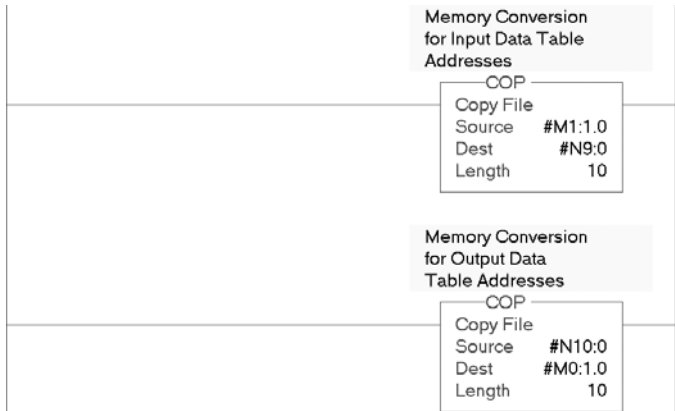 Memory Conversion
for Input Data Table
Addresses
COP
Copy File
Source #M1:1.0
Dest #N9:0
Length 10
Memory Conversion
for Output Data
Table Addresses
COP
Copy File
Source #N10:0
Dest #M0:1.0
Length 10